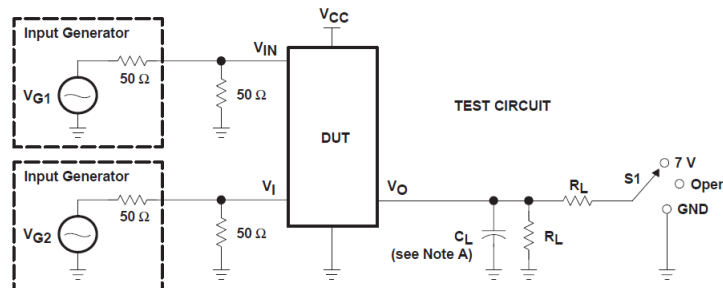 VCC
Input Generator
VIN
50 Ω
VG1
50 Ω
TEST CIRCUIT
DUT
Input Generator
7 V
S1
RL
VI
VO
Open
50 Ω
GND
VG2
50 Ω
CL
(see Note A)
RL